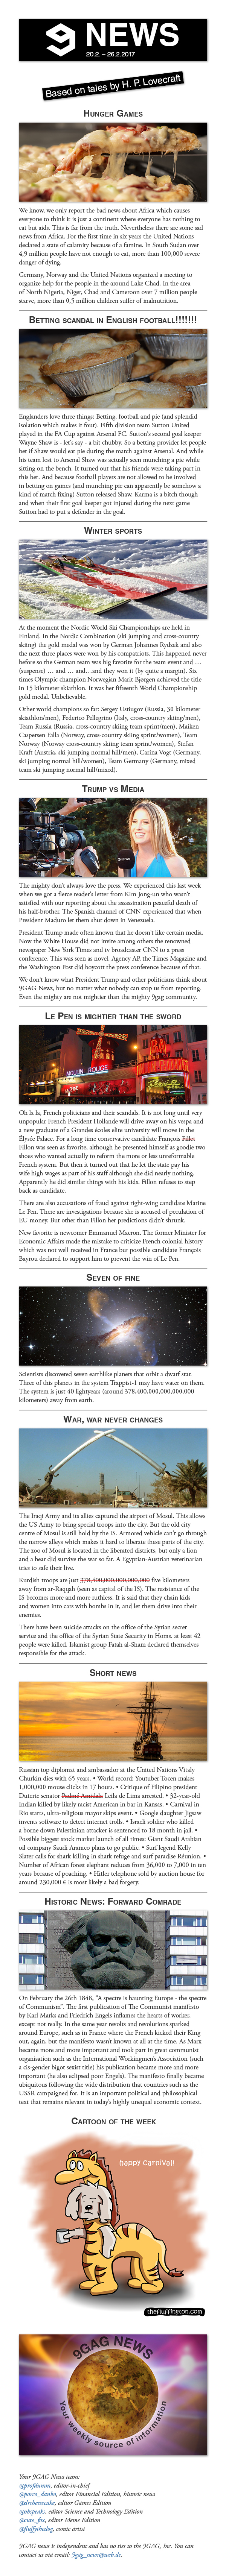 9 NEWS
20.2. – 26.2.2017
Based on tales by H. P. Lovecraft
Hunger Games
We know, we only report the bad news about Africa which causes
everyone to think it is just a continent where everyone has nothing to
eat but aids. This is far from the truth. Nevertheless there are some sad
news from Africa. For the first time in six years the United Nations
declared a state of calamity because of a famine. In South Sudan over
4,9 million people have not enough to eat, more than 100,000 severe
danger of dying.
Germany, Norway and the United Nations organized a meeting to
organize help for the people in the around Lake Chad. In the area
of North Nigeria, Niger, Chad and Cameroon over 7 million people
starve, more than 0,5 million children suffer of malnutrition.
Betting scandal in English football!!!!!!!
Englanders love three things: Betting, football and pie (and splendid
isolation which makes it four). Fifth division team Sutton United
played in the FA Cup against Arsenal FC. Sutton's second goal keeper
Wayne Shaw is - let's say - a bit chubby. So a betting provider let people
bet if Shaw would eat pie during the match against Arsenal. And while
his team lost to Arsenal Shaw was actually seen munching a pie while
sitting on the bench. It turned out that his friends were taking part in
this bet. And because football players are not allowed to be involved
in betting on games (and munching pie can apparently be somehow a
kind of match fixing) Sutton released Shaw. Karma is a bitch though
and when their first goal keeper got injured during the next game
Sutton had to put a defender in the goal.
Winter sports
At the moment the Nordic World Ski Championships are held in
Finland. In the Nordic Combination (ski jumping and cross-country
skiing) the gold medal was won by German Johannes Rydzek and also
the next three places were won by his competitors. This happened never
before so the German team was big favorite for the team event and …
(suspense) … and … and…and they won it (by quite a margin). Six
times Olympic champion Norwegian Marit Bjørgen achieved the title
in 15 kilometer skiathlon. It was her fifteenth World Championship
gold medal. Unbelievable.
Other world champions so far: Sergey Ustiugov (Russia, 30 kilometer
skiathlon/men), Federico Pellegrino (Italy, cross-country skiing/men),
Team Russia (Russia, cross-country skiing team sprint/men), Maiken
Caspersen Falla (Norway, cross-country skiing sprint/women), Team
Norway (Norway cross-country skiing team sprint/women), Stefan
Kraft (Austria, ski jumping normal hill/men), Carina Vogt (Germany,
ski jumping normal hill/women), Team Germany (Germany, mixed
team ski jumping normal hill/mixed).
Trump vs Media
The mighty don't always love the press. We experienced this last week
when we got a fierce reader's letter from Kim Jong-un who wasn't
satisfied with our reporting about the assumed successful death of
his half-brother. The Spanish channel of CNN experienced that when
President Maduro let them shut down in Venezuela.
President Trump made often known that he doesn't like certain media.
Now the White House did not invite among others the renowned
newspaper New York Times and tv broadcaster CNN to a press
conference. This was is a novel. Agency AP, the Times Magazine and
the Washington Post did boycott the press conference because of that.
We don't know what President Trump and other politicians think about
9GAG News, but no matter what nobody can stop us from reporting.
Even the mighty are not mightier than the mighty 9gag community.
Le Pen is mightier than the sword
MOULIN ROUGE
Oh la la, French politicians and their scandals. It is not long until very
unpopular French President Hollande will drive away on his vespa and
a new graduate of a Grandes écoles elite university will move in the
Élysée Palace. For a long time conservative candidate François Filler
Fillon was seen as favorite, although he presented himself as goodie two
shoes who wanted actually to reform the more or less unreformable
French system. But then it turned out that he let the state pay his
wife high wages as part of his staff although she did nearly nothing.
Apparently he did similar things with his kids. Fillon refuses to step
back as candidate.
There are also accusations of fraud against right-wing candidate Marine
Le Pen. There are investigations because she is accused of peculation of
EU money. But other than Fillon her predictions didn't shrunk.
New favorite is newcomer Emmanuel Macron. The former Minister for
Economic Affairs made the mistake to criticize French colonial history
which was not well received in France but possible candidate François
Bayrou declared to support him to prevent the win of Le Pen.
Seven of fine
Scientists discovered seven earthlike planets that orbit a dwarf star.
Three of this planets in the system Trappist-1 may have water on them.
The system is just 40 lightyears (around 378,400,000,000,000,000
kilometers) away from earth.
War, war never changes
The Iraqi Army and its allies captured the airport of Mosul. This allows
the US Army to bring special troops into the city. But the old city
centre of Mosul is still held by the IS. Armored vehicle can't go through
the narrow alleys which makes it hard to liberate these parts of the city.
The zoo of Mosul is located in the liberated districts, but only a lion
and a bear did survive the war so far. A Egyptian-Austrian veterinarian
tries to safe their live.
Kurdish troops are just 378,400,000,000,000,000 five kilometers
away from ar-Raqqah (seen as capital of the IS). The resistance of the
IS becomes more and more ruthless. It is said that they chain kids
and women into cars with bombs in it, and let them drive into their
enemies.
There have been suicide attacks on the office of the Syrian secret
service and the office of the Syrian State Security in Homs. at least 42
people were killed. Islamist group Fatah al-Sham declared themselves
responsible for the attack.
Short news
Russian top diplomat and ambassador at the United Nations Vitaly
Churkin dies with 65 years. • World record: Youtuber Tocen makes
1,000,000 mouse clicks in 70 hours. • Critique of Filipino president
Duterte senator Padmé Amidala Leila de Lima arrested. • 32-year-old
Indian killed by likely racist American in bar in Kansas. • Carnival in
Rio starts, ultra-religious mayor skips event. • Google daughter Jigsaw
invents software to detect internet trolls. • Israeli soldier who killed
a borne down Palestinian attacker is sentenced to 18 month in jail. •
Possible biggest stock market launch of all times: Giant Saudi Arabian
oil company Saudi Aramco plans to go public. • Surf legend Kelly
Slater calls for shark killing in shark refuge and surf paradise Réunion. •
Number of African forest elephant reduces from 36,000 to 7,000 in ten
years because of poaching. • Hitler telephone sold by auction house for
around 230,000 € is most likely a bad forgery.
Historic News: Forward Comrade
On February the 26th 1848, "A spectre is haunting Europe - the spectre
of Communism". The first publication of The Communist manifesto
by Karl Marks and Friedrich Engels inflames the hearts of worker,
except not really. In the same year revolts and revolutions sparked
around Europe, such as in France where the French kicked their King
out, again, but the manifesto wasn't known at all at the time. As Marx
became more and more important and took part in great communist
organisation such as the International Workingmen's Association (such
a cis-gender bigot sexist title) his publication became more and more
important (he also eclipsed poor Engels). The manifesto finally became
ubiquitous following the wide distribution that countries such as the
USSR campaigned for. It is an important political and philosophical
text that remains relevant in today's highly unequal economic context.
Cartoon of the week
happy carnival!
thefluffington.com
9GAG NEWS
Your weekly source of information
Your 9GAG News team:
@profdumm, editor-in-chief
@porco_daveho, editor Financial Edition, historic news
@drcheesecake, editor Games Edition
@olspeaks, editor Science and Technology Edition
@cute_fox, editor Meme Edition
@fluffythedog, comic artist
9GAG-news is independent and has no ties to the 9GAG, Inc. You can
contact us via email: 9gag_news@web.de.